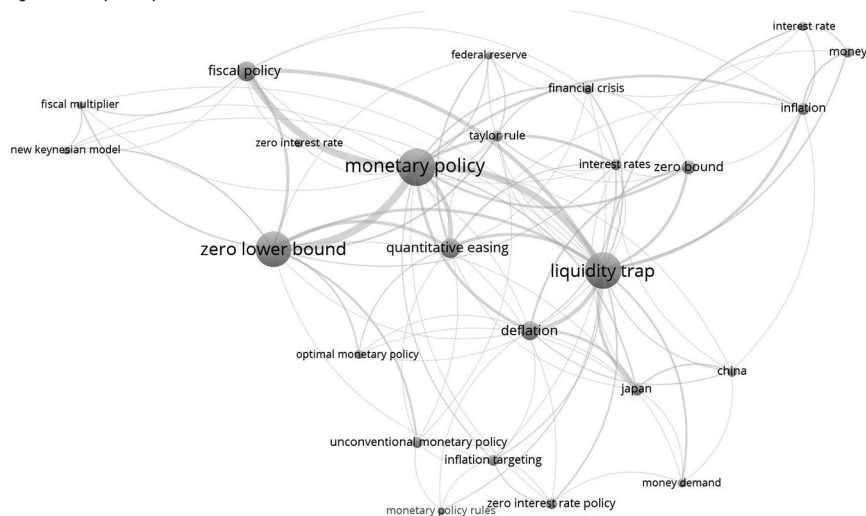 interest rate
money
federal reserve
fiscal policy
financial crisis
fiscal multiplier
inflation
taylor rule
zero interest rate
new keynesian model
interest rates
zero bound
monetary policy
zero lower bound
quantitative easing
liquidity trap
deflation
optimal monetary policy
china
japan
unconventional monetary policy
inflation targeting
money demand
zero interest rate policy
monetary policy rules